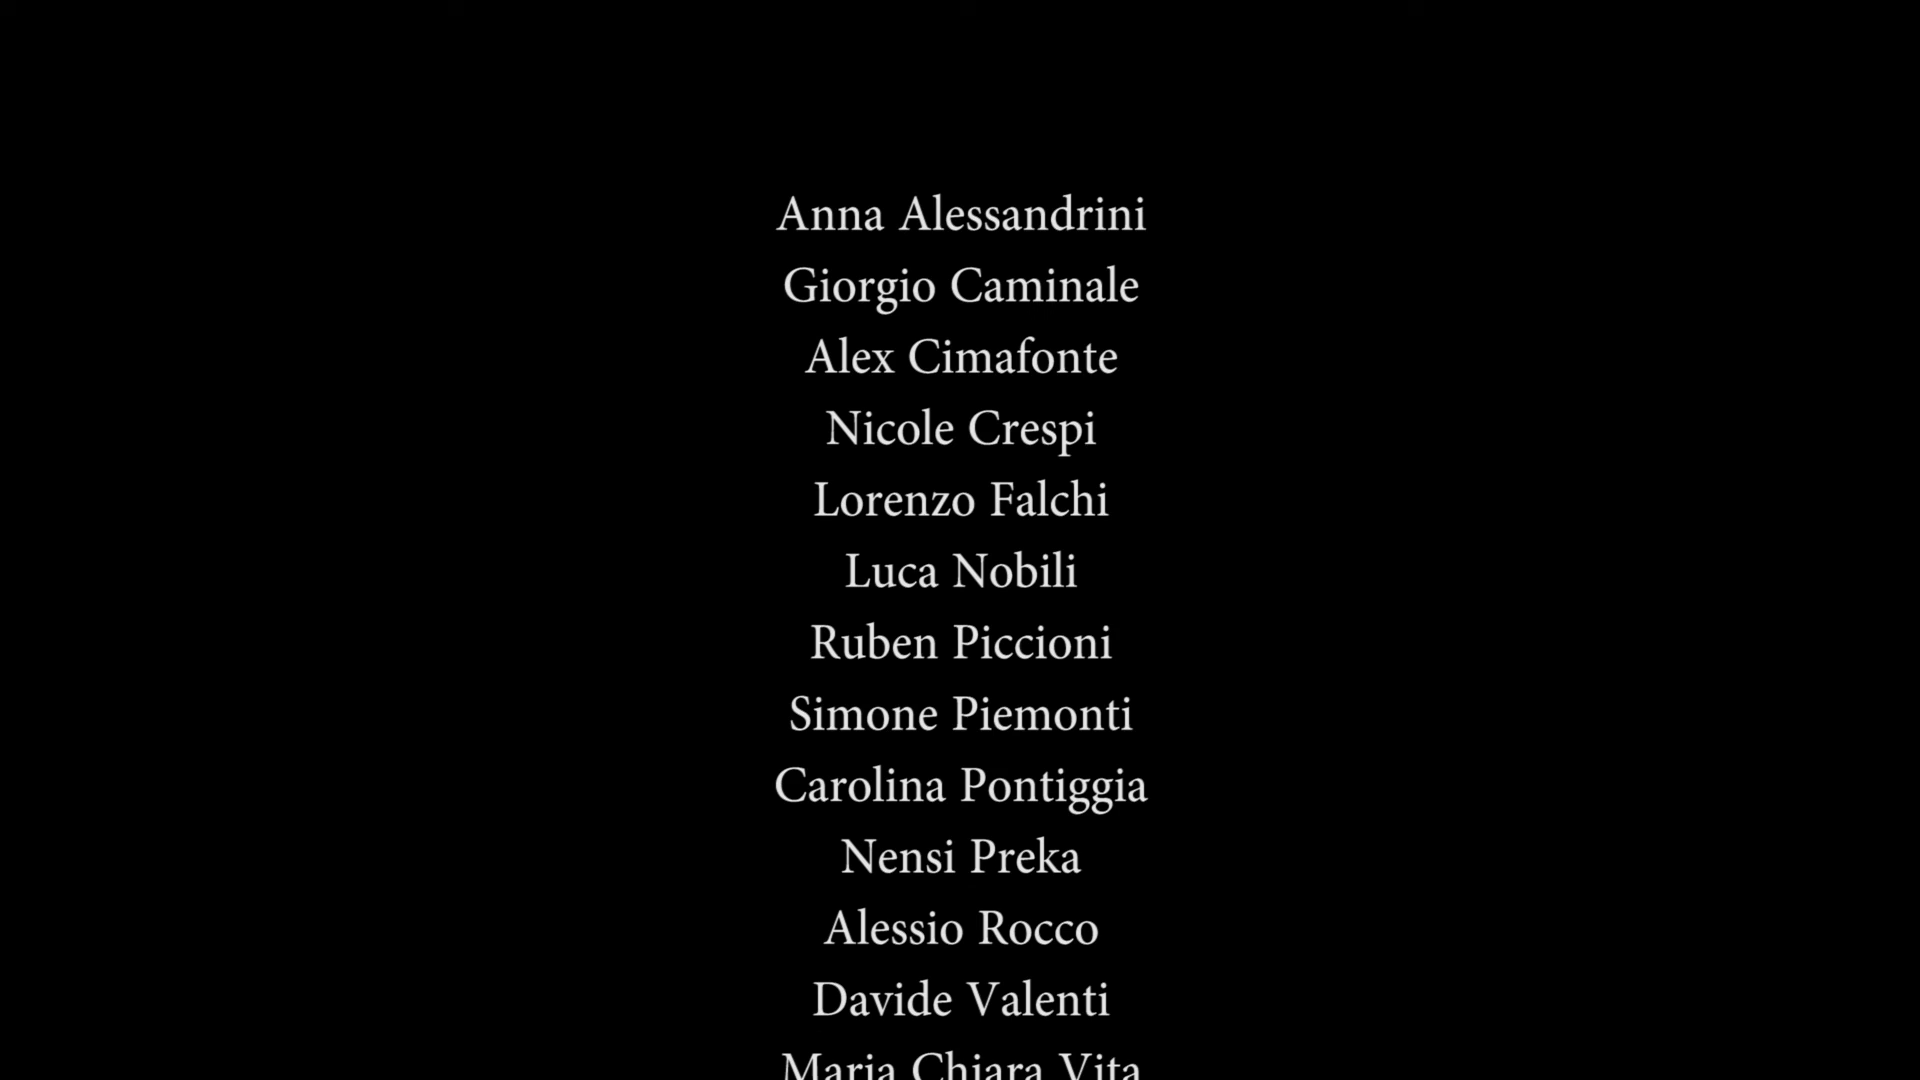 Anna Alessandrini
Giorgio Caminale
Alex Cimafonte
Nicole Crespi
Lorenzo Falchi
Luca Nobili
Ruben Piccioni
Simone Piemonti
Carolina Pontiggia
Nensi Preka
Alessio Rocco
Davide Valenti
Maria Chiara Vita